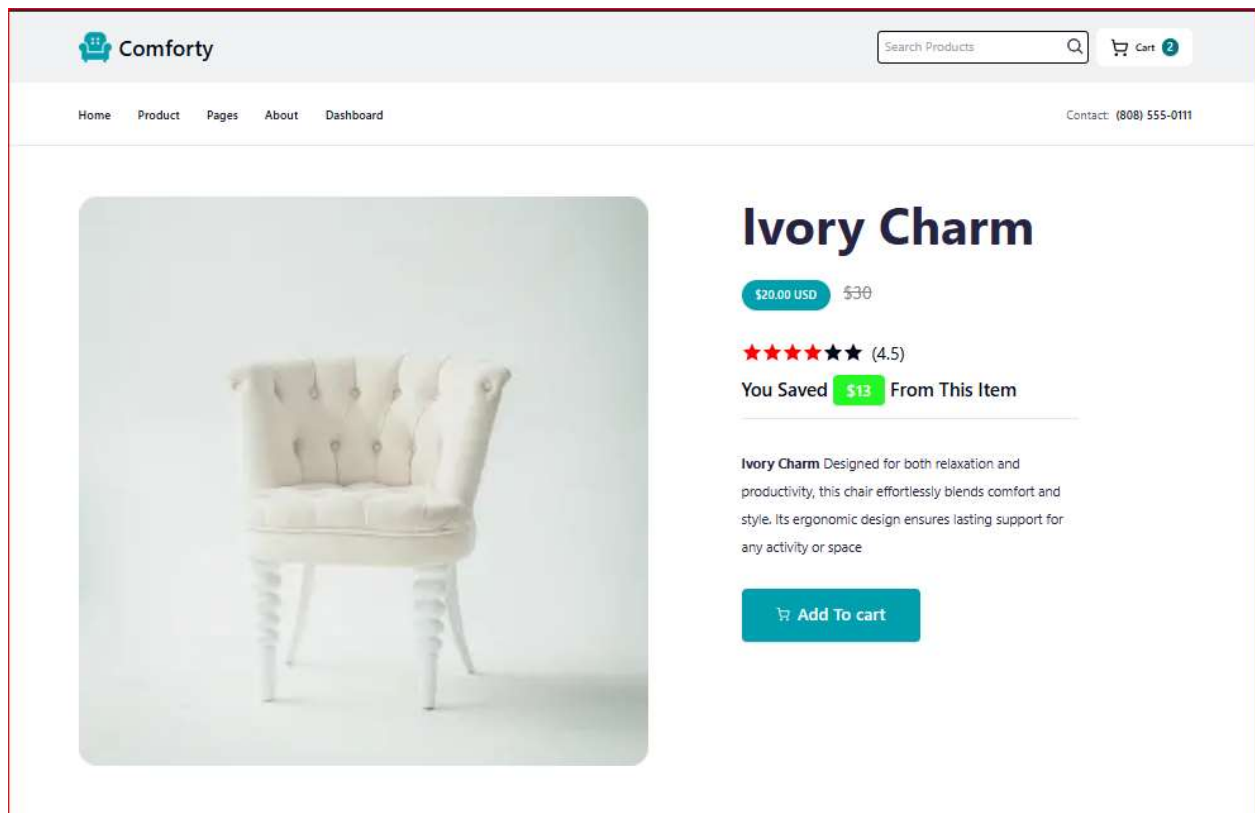 Comforty
Search Products
Cart 2
Home Product Pages About Dashboard
Contact: (808) 555-0111
Ivory Charm
$20.00 USD $30
(4.5)
You Saved $13 From This Item
Ivory Charm Designed for both relaxation and
productivity, this chair effortlessly blends comfort and
style. Its ergonomic design ensures lasting support for
any activity or space
Add To cart